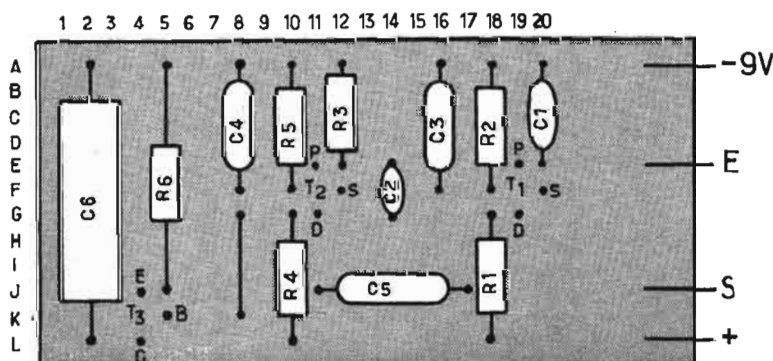 1 2 3 4 5 6 7 8 9 10 11 12 13 14 15 16 17 18 19 20
A -9V
B
C C4 R5 R3 C3 R2 C1
D
E P P E
F R6 T2 S C2 T1 S
G C6 D D
H
I E R4 C5 R1
J S
K T3 B
L C +